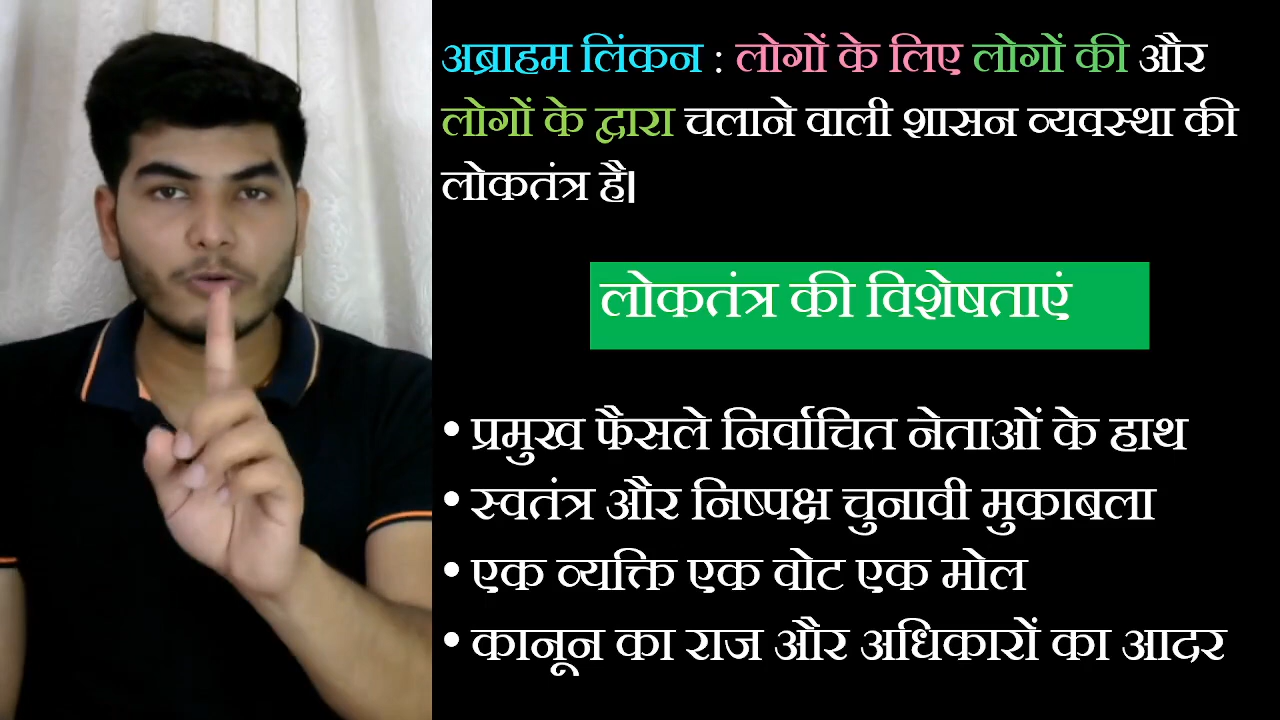 अब्राहम लिंकन : लोगों के लिए लोगों की और
लोगों के द्वारा चलाने वाली शासन व्यवस्था की
लोकतंत्र है।
लोकतंत्र की विशेषताएं
• प्रमुख फैसले निर्वाचित नेताओं के हाथ
• स्वतंत्र और निष्पक्ष चुनावी मुकाबला
• एक व्यक्ति एक वोट एक मोल
• कानून का राज और अधिकारों का आदर